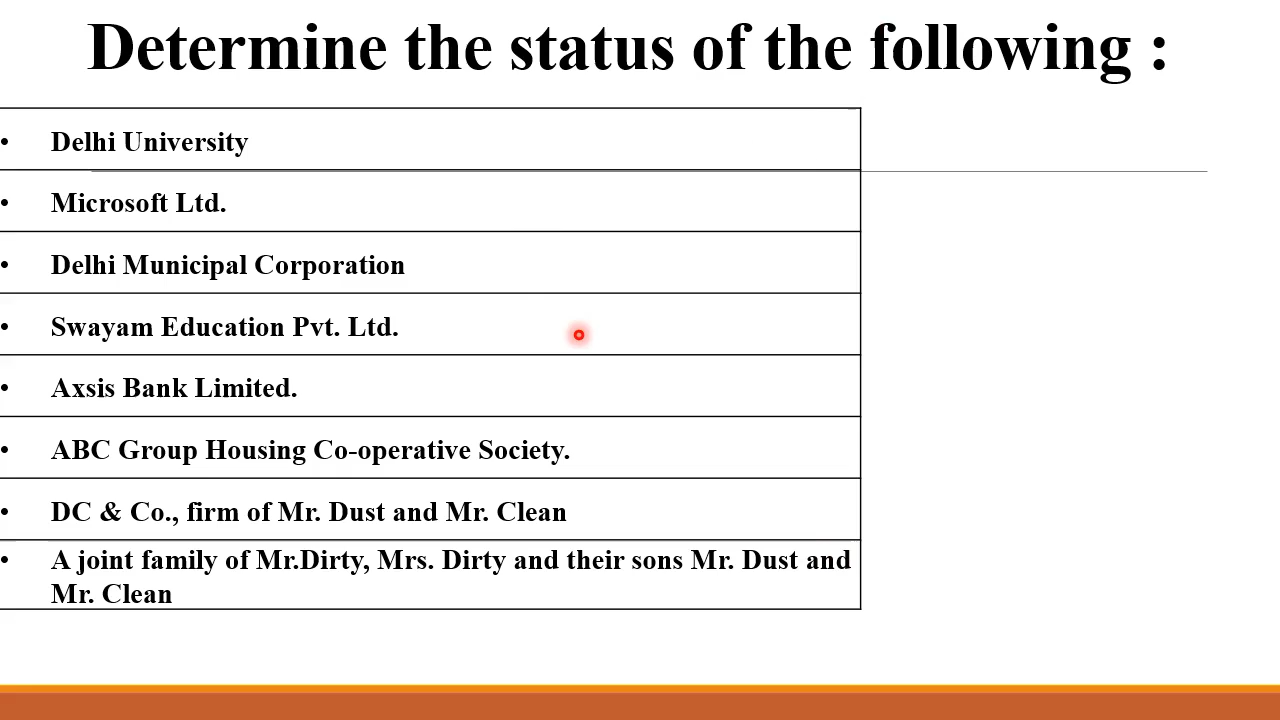 Determine the status of the following :
• Delhi University
• Microsoft Ltd.
• Delhi Municipal Corporation
• Swayam Education Pvt. Ltd.
• Axsis Bank Limited.
• ABC Group Housing Co-operative Society.
• DC & Co., firm of Mr. Dust and Mr. Clean
• A joint family of Mr.Dirty, Mrs. Dirty and their sons Mr. Dust and
Mr. Clean